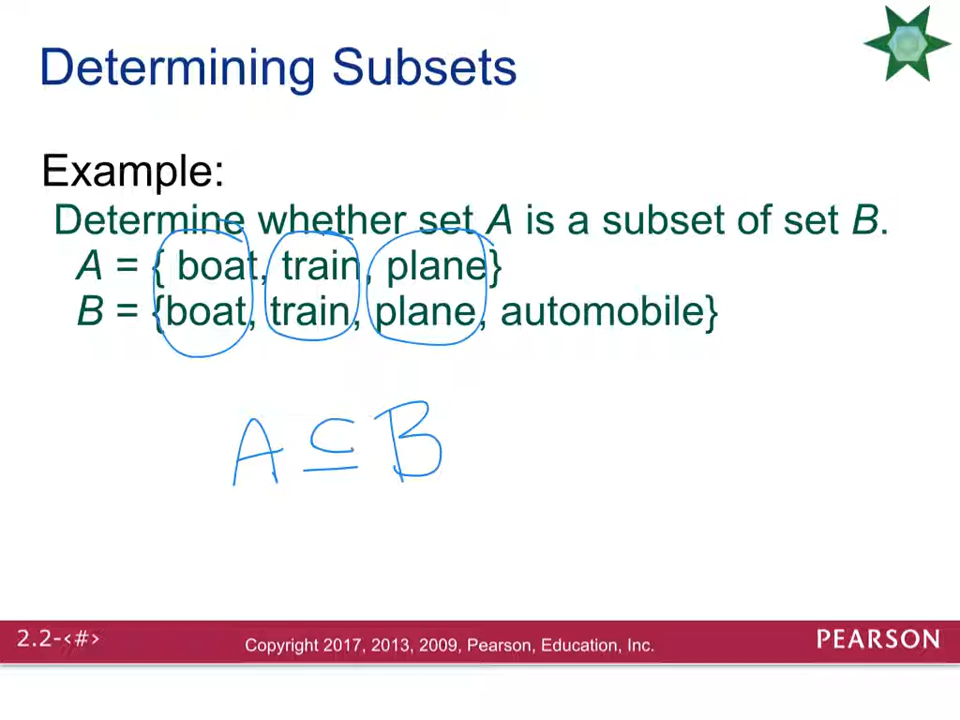 Determining Subsets
Example:
Determine whether set A is a subset of set B.
A = { boat, train, plane}
B = {boat, train, plane, automobile}
A ⊆ B
2.2-<#>
Copyright 2017, 2013, 2009, Pearson, Education, Inc.
PEARSON